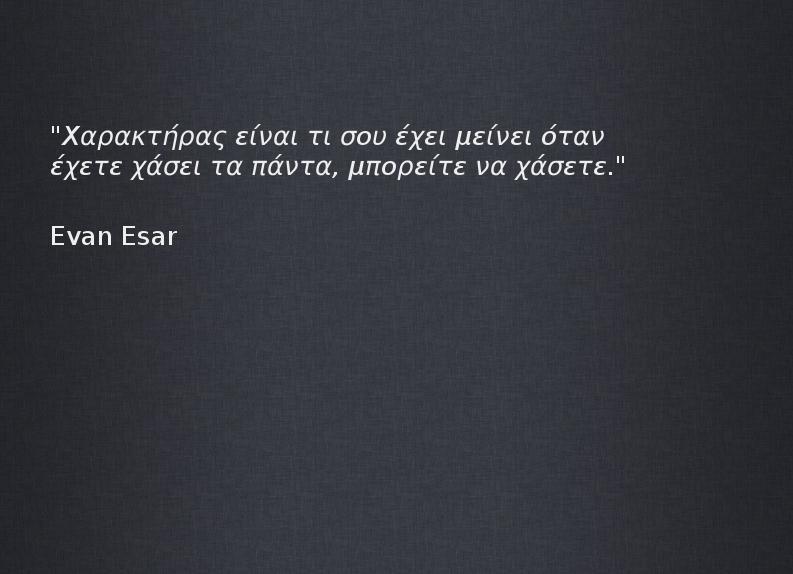 "Χαρακτήρας είναι τι σου έχει μείνει όταν
έχετε χάσει τα πάντα, μπορείτε να χάσετε."
Evan Esar